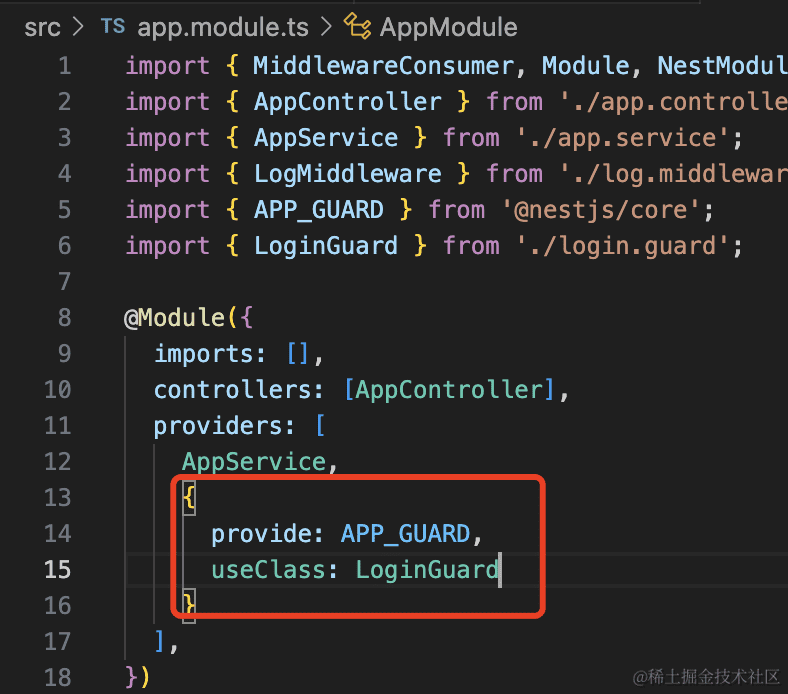 src > TS app.module.ts > AppModule
1 import { MiddlewareConsumer, Module, NestModul
2 import { AppController } from './app.controlle
3 import { AppService } from './app.service';
4 import { LogMiddleware } from './log.middlewar
5 import { APP_GUARD } from '@nestjs/core';
6 import { LoginGuard } from './login.guard';
7
8 @Module({
9 imports: [],
10 controllers: [AppController],
11 providers: [
12 AppService,
13 {
14 provide: APP_GUARD,
15 useClass: LoginGuard
16 }
17 ],
18 })
@稀土掘金技术社区